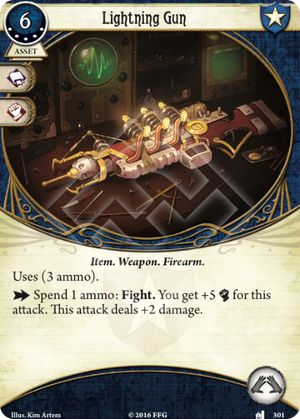 6
Lightning Gun
ASSET
Item. Weapon. Firearm.
Uses (3 ammo).
Spend 1 ammo: Fight. You get +5 for this
attack. This attack deals +2 damage.
Illus. Kim Artem
© 2016 FFG
301